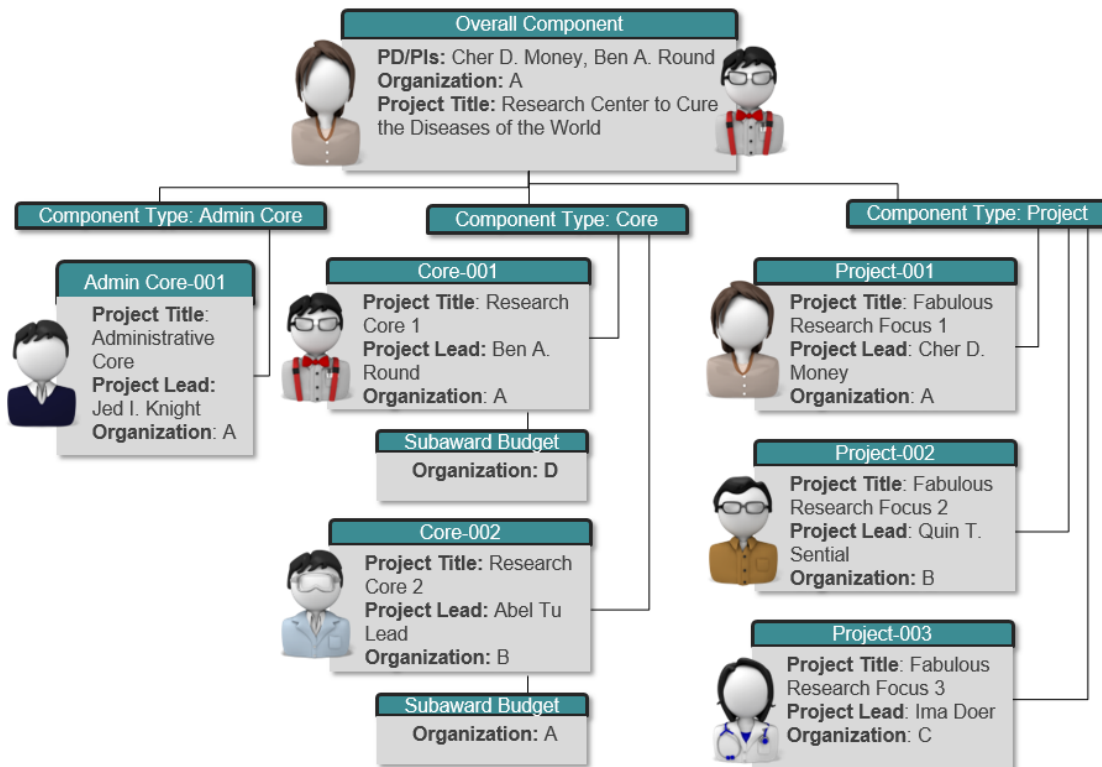 Overall Component
PD/PIs: Cher D. Money, Ben A. Round
Organization: A
Project Title: Research Center to Cure
the Diseases of the World
Component Type: Admin Core
Component Type: Core
Component Type: Project
Admin Core-001
Project Title:
Administrative
Core
Project Lead:
Jed I. Knight
Organization: A
Core-001
Project Title: Research
Core 1
Project Lead: Ben A.
Round
Organization: A
Subaward Budget
Organization: D
Core-002
Project Title: Research
Core 2
Project Lead: Abel Tu
Lead
Organization: B
Subaward Budget
Organization: A
Project-001
Project Title: Fabulous
Research Focus 1
Project Lead: Cher D.
Money
Organization: A
Project-002
Project Title: Fabulous
Research Focus 2
Project Lead: Quin T.
Sential
Organization: B
Project-003
Project Title: Fabulous
Research Focus 3
Project Lead: Ima Doer
Organization: C